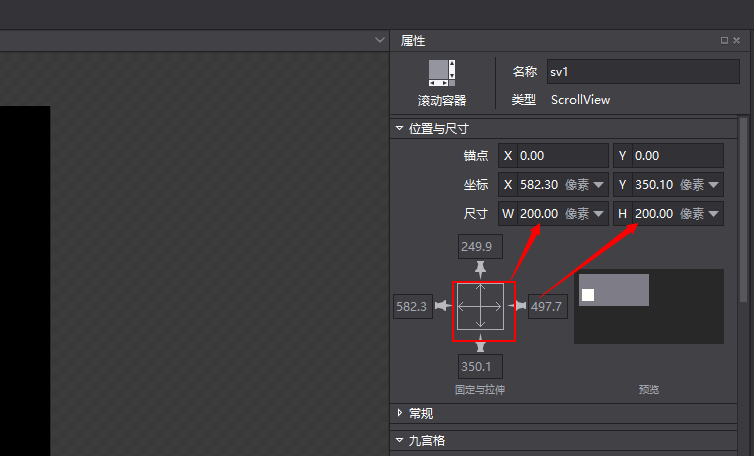 属性
名称 sv1
滚动容器 类型 ScrollView
位置与尺寸
锚点 X 0.00 Y 0.00
坐标 X 582.30 像素 Y 350.10 像素
尺寸 W 200.00 像素 H 200.00 像素
249.9
582.3 497.7
350.1
固定与拉伸 预览
常规
九宫格